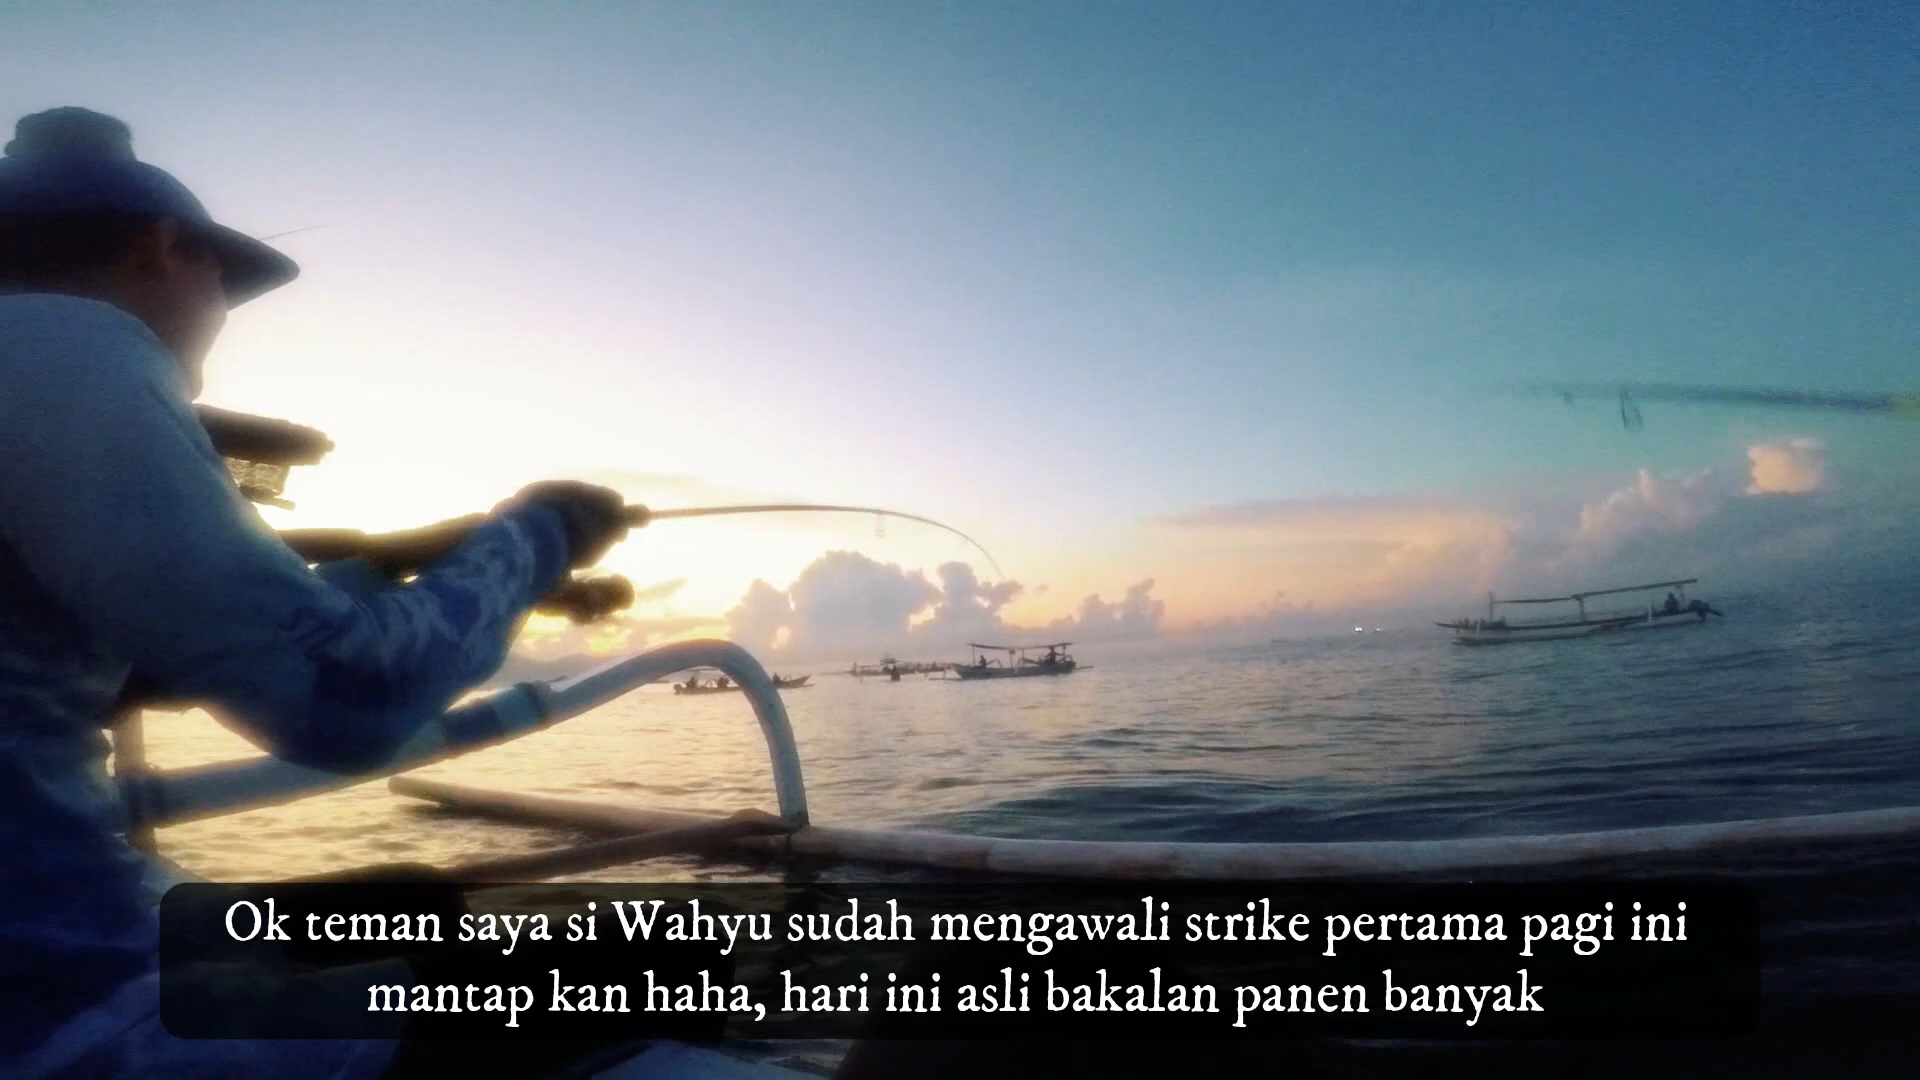 Ok teman saya si Wahyu sudah mengawali strike pertama pagi ini
mantap kan haha, hari ini asli bakalan panen banyak